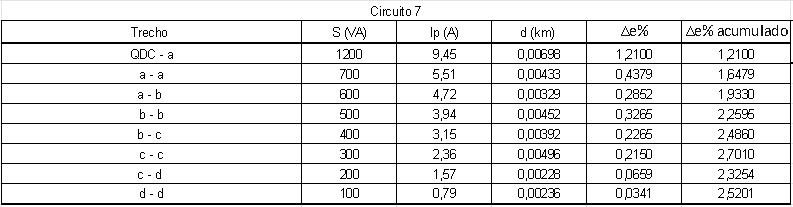 Circuito 7
Trecho S (VA) Ip (A) d (km) Δe% Δe% acumulado
QDC - a 1200 9,45 0,00698 1,2100 1,2100
a - a 700 5,51 0,00433 0,4379 1,6479
a - b 600 4,72 0,00329 0,2852 1,9330
b - b 500 3,94 0,00452 0,3265 2,2595
b - c 400 3,15 0,00392 0,2265 2,4860
c - c 300 2,36 0,00496 0,2150 2,7010
c - d 200 1,57 0,00228 0,0659 2,3254
d - d 100 0,79 0,00236 0,0341 2,5201